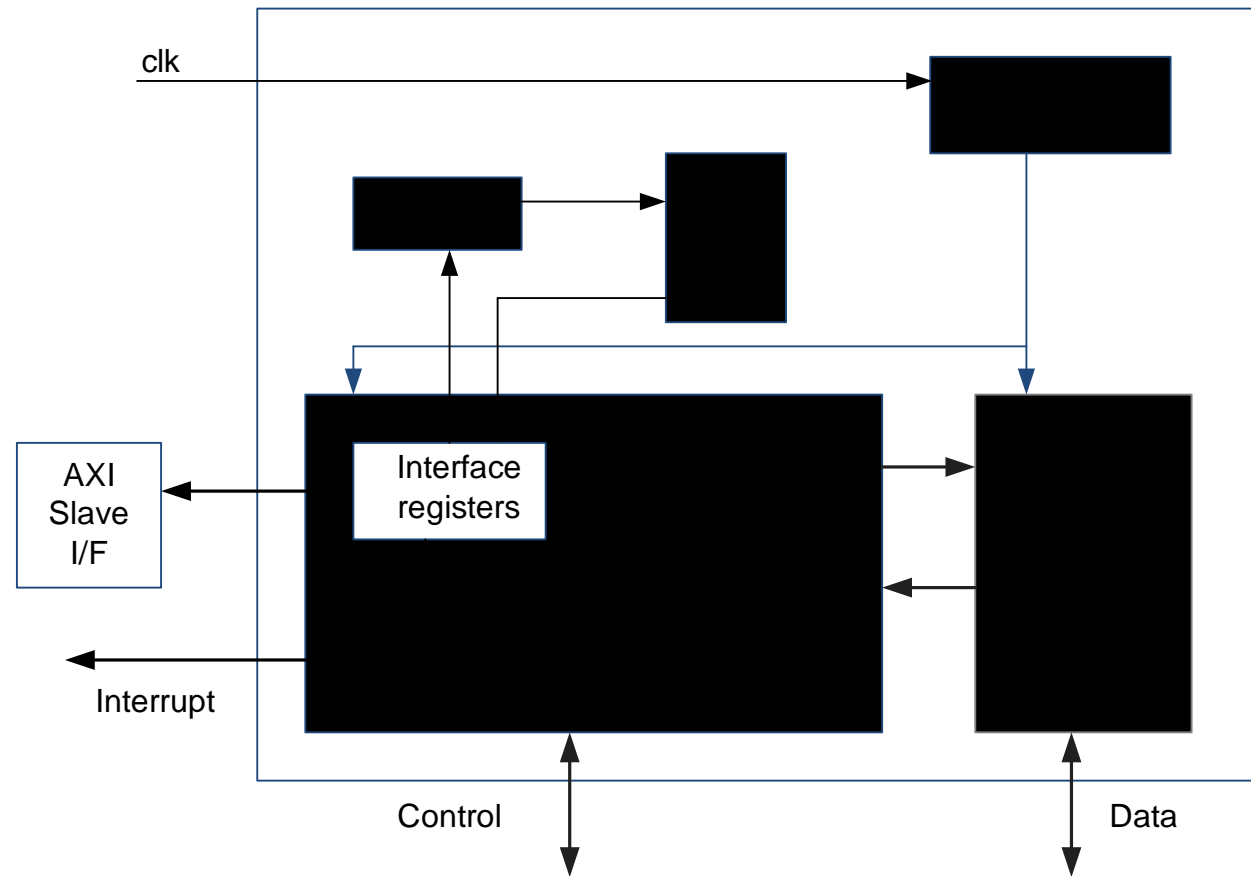 clk
Interface
registers
AXI
Slave
I/F
Interrupt
Control
Data